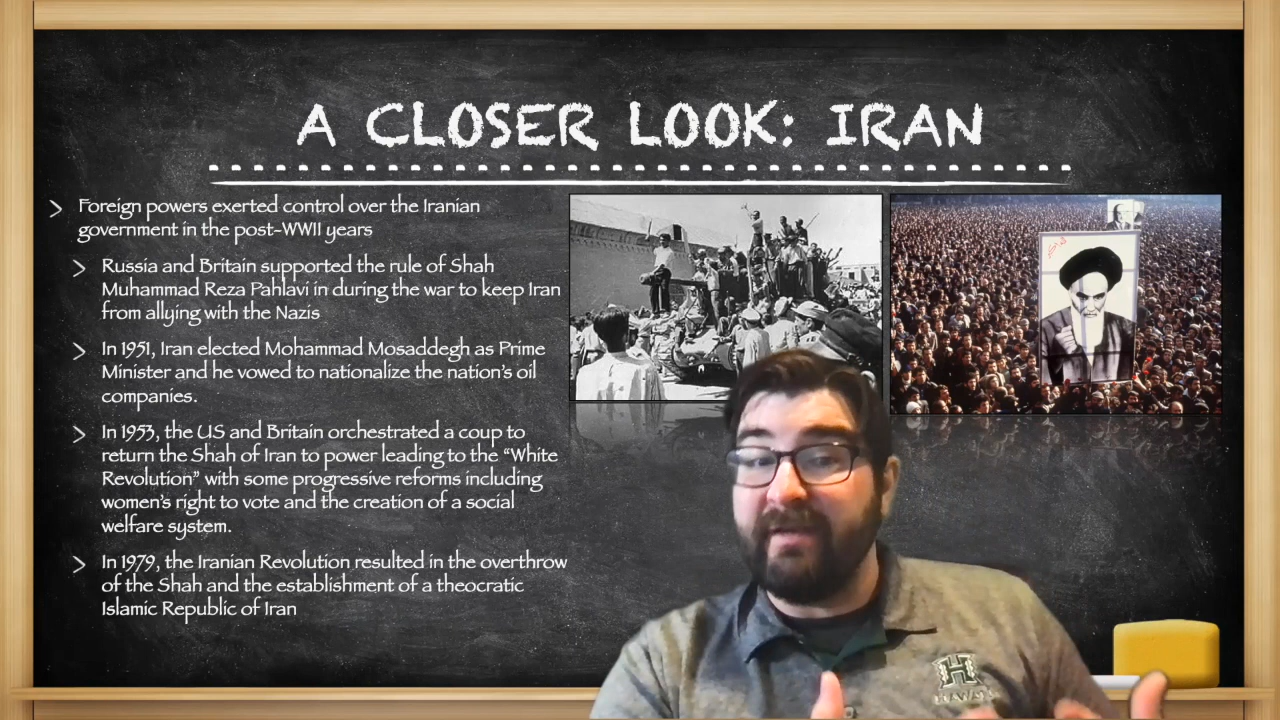 A CLOSER LOOK: IRAN
Foreign powers exerted control over the Iranian
government in the post-WWII years
Russia and Britain supported the rule of Shah
Muhammad Reza Pahlavi in during the war to keep Iran
from allying with the Nazis
In 1951, Iran elected Mohammad Mosaddegh as Prime
Minister and he vowed to nationalize the nation's oil
companies.
In 1953, the US and Britain orchestrated a coup to
return the Shah of Iran to power leading to the "White
Revolution" with some progressive reforms including
women's right to vote and the creation of a social
welfare system.
In 1979, the Iranian Revolution resulted in the overthrow
of the Shah and the establishment of a theocratic
Islamic Republic of Iran
H